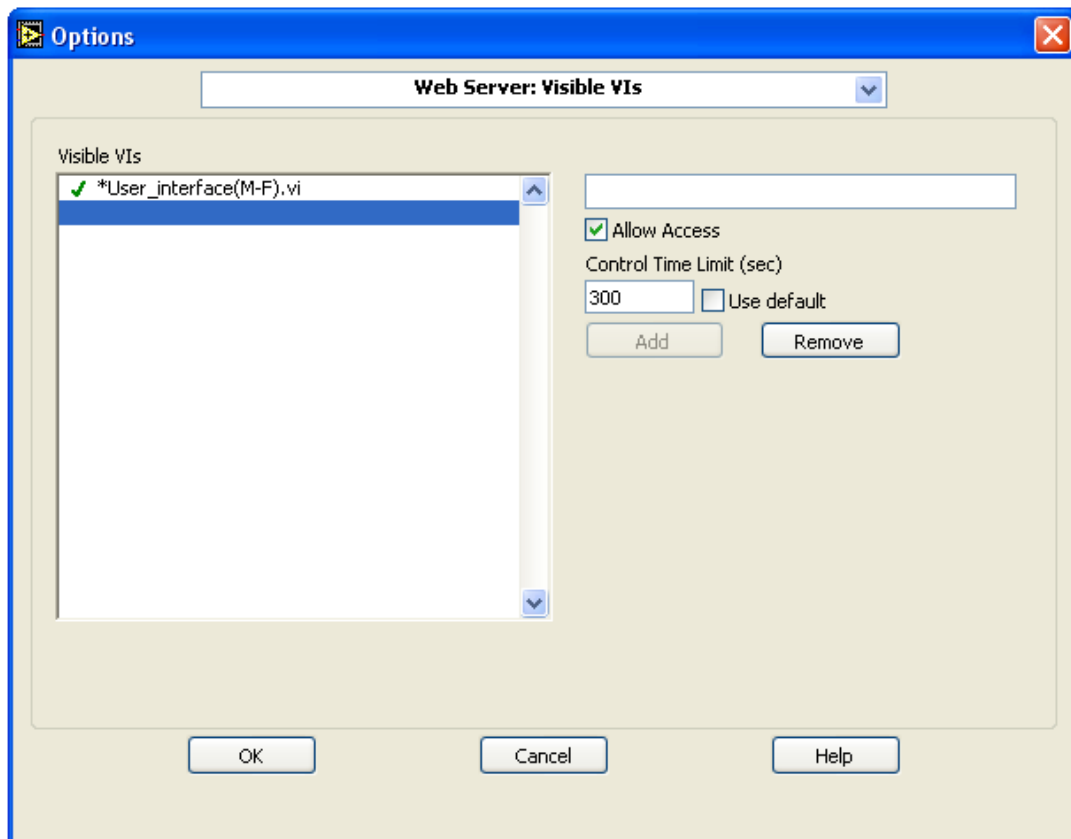 Options
Web Server: Visible VIs
Visible VIs
*User_interface(M-F).vi
Allow Access
Control Time Limit (sec)
300 Use default
Add Remove
OK Cancel Help